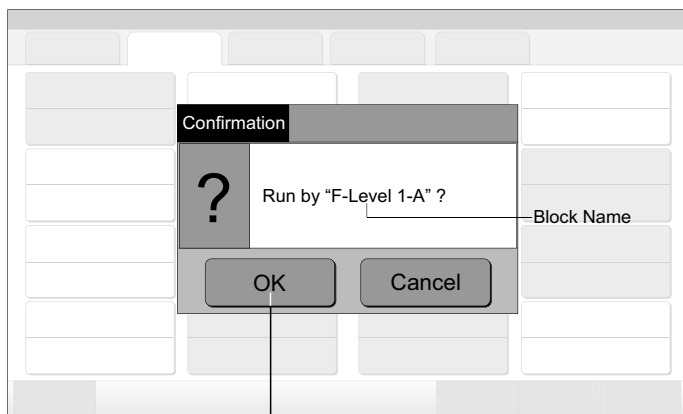 Confirmation
?
Run by “F-Level 1-A” ?
Block Name
OK
Cancel